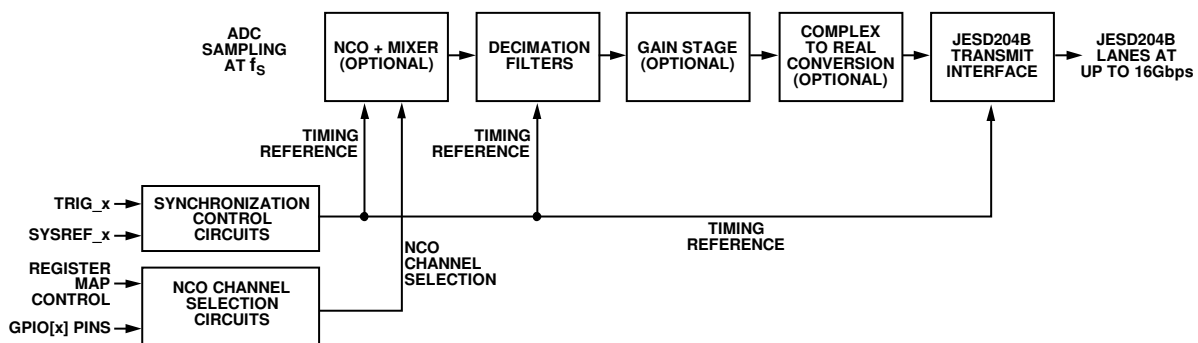 ADC
SAMPLING
AT fS
NCO + MIXER
(OPTIONAL)
DECIMATION
FILTERS
GAIN STAGE
(OPTIONAL)
COMPLEX
TO REAL
CONVERSION
(OPTIONAL)
JESD204B
TRANSMIT
INTERFACE
JESD204B
LANES AT
UP TO 16Gbps
TIMING
REFERENCE
TIMING
REFERENCE
TRIG_x
SYSREF_x
SYNCHRONIZATION
CONTROL
CIRCUITS
TIMING
REFERENCE
NCO
CHANNEL
SELECTION
REGISTER
MAP
CONTROL
GPIO[x] PINS
NCO CHANNEL
SELECTION
CIRCUITS